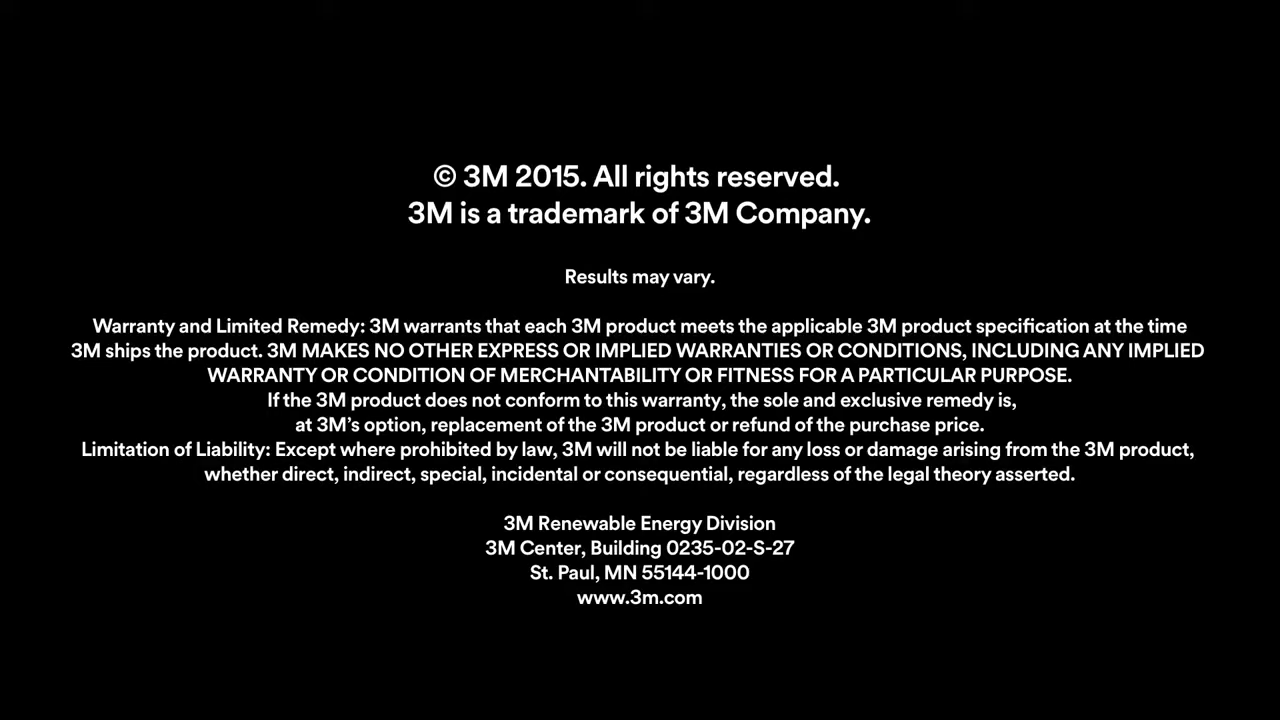 © 3M 2015. All rights reserved.
3M is a trademark of 3M Company.
Results may vary.
Warranty and Limited Remedy: 3M warrants that each 3M product meets the applicable 3M product specification at the time
3M ships the product. 3M MAKES NO OTHER EXPRESS OR IMPLIED WARRANTIES OR CONDITIONS, INCLUDING ANY IMPLIED
WARRANTY OR CONDITION OF MERCHANTABILITY OR FITNESS FOR A PARTICULAR PURPOSE.
If the 3M product does not conform to this warranty, the sole and exclusive remedy is,
at 3M’s option, replacement of the 3M product or refund of the purchase price.
Limitation of Liability: Except where prohibited by law, 3M will not be liable for any loss or damage arising from the 3M product,
whether direct, indirect, special, incidental or consequential, regardless of the legal theory asserted.
3M Renewable Energy Division
3M Center, Building 0235-02-S-27
St. Paul, MN 55144-1000
www.3m.com